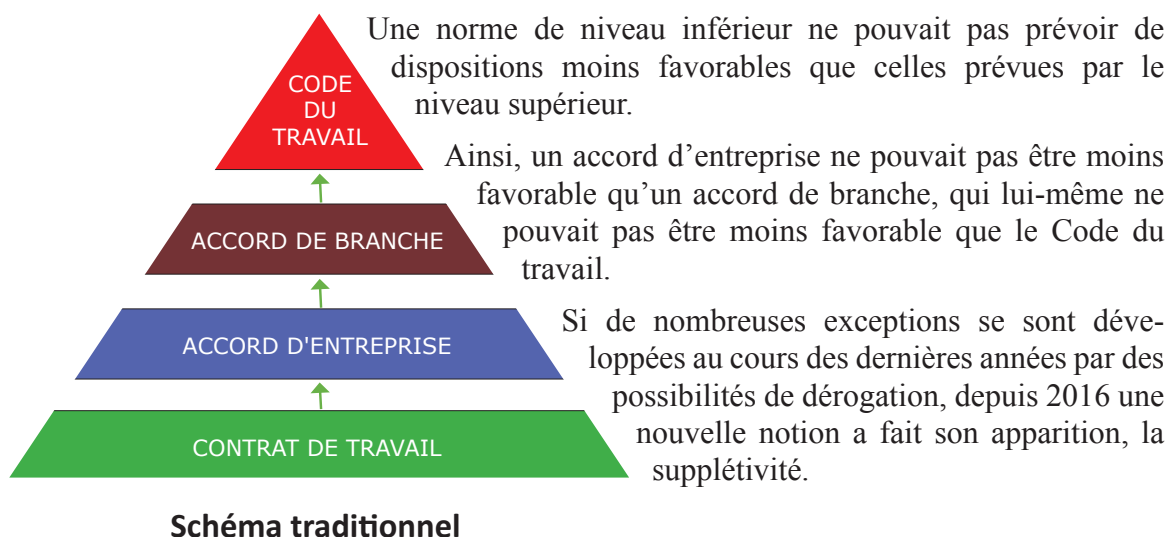 CODE
DU
TRAVAIL
ACCORD DE BRANCHE
ACCORD D'ENTREPRISE
CONTRAT DE TRAVAIL
Schéma traditionnel
Une norme de niveau inférieur ne pouvait pas prévoir de
dispositions moins favorables que celles prévues par le
niveau supérieur.
Ainsi, un accord d’entreprise ne pouvait pas être moins
favorable qu’un accord de branche, qui lui-même ne
pouvait pas être moins favorable que le Code du
travail.
Si de nombreuses exceptions se sont déve-
loppées au cours des dernières années par des
possibilités de dérogation, depuis 2016 une
nouvelle notion a fait son apparition, la
supplétivité.